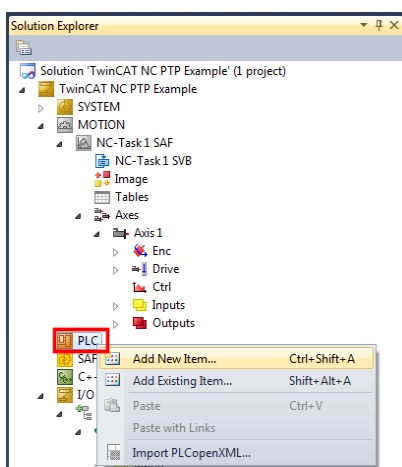 Solution Explorer
Solution 'TwinCAT NC PTP Example' (1 project)
TwinCAT NC PTP Example
SYSTEM
MOTION
NC-Task 1 SAF
NC-Task 1 SVB
Image
Tables
Axes
Axis 1
Enc
Drive
Ctrl
Inputs
Outputs
PLC
SAF
Add New Item... Ctrl+Shift+A
C++
Add Existing Item... Shift+Alt+A
I/O
Paste Ctrl+V
Paste with Links
Import PLCopenXML...